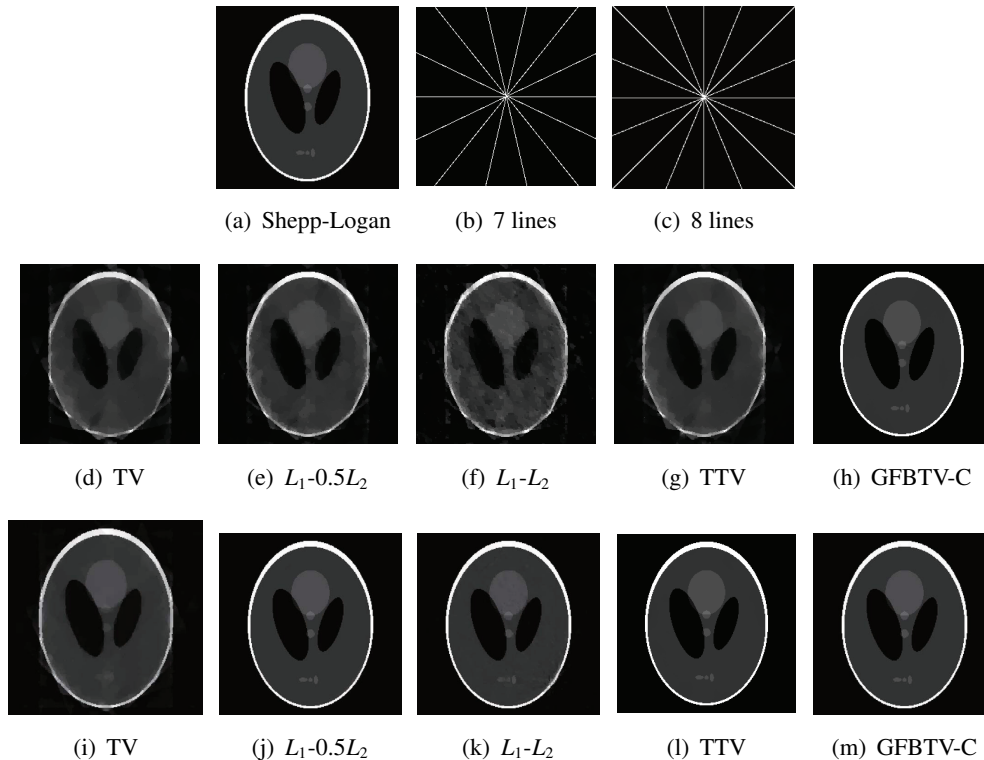 (a) Shepp-Logan (b) 7 lines (c) 8 lines
(d) TV (e) L₁-0.5L₂ (f) L₁-L₂ (g) TTV (h) GFBTV-C
(i) TV (j) L₁-0.5L₂ (k) L₁-L₂ (l) TTV (m) GFBTV-C